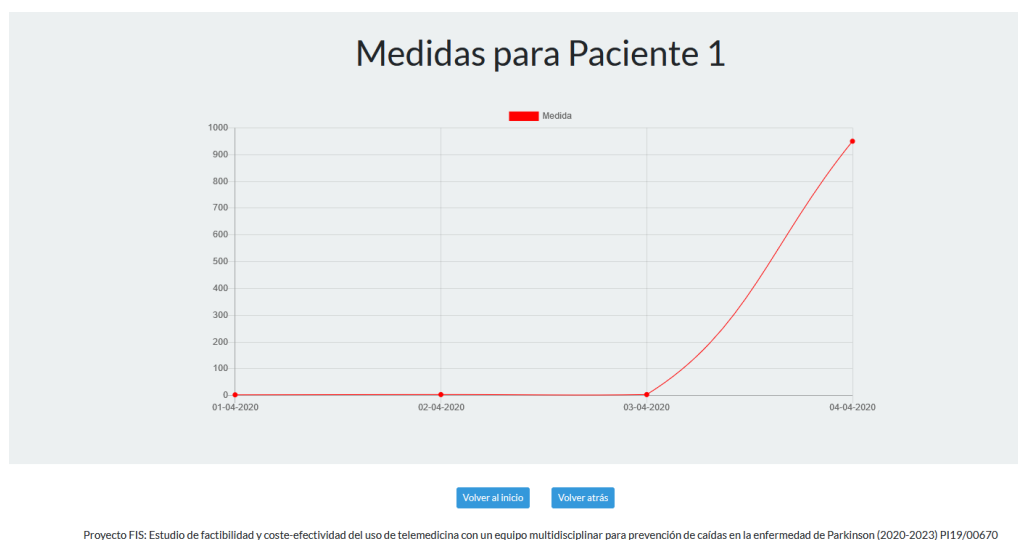 Medidas para Paciente 1
Medida
1000
900
800
700
600
500
400
300
200
100
0
01-04-2020 02-04-2020 03-04-2020 04-04-2020
Volver al inicio Volver atrás
Proyecto FIS: Estudio de factibilidad y coste-efectividad del uso de telemedicina con un equipo multidisciplinar para prevención de caídas en la enfermedad de Parkinson (2020-2023) PI19/00670